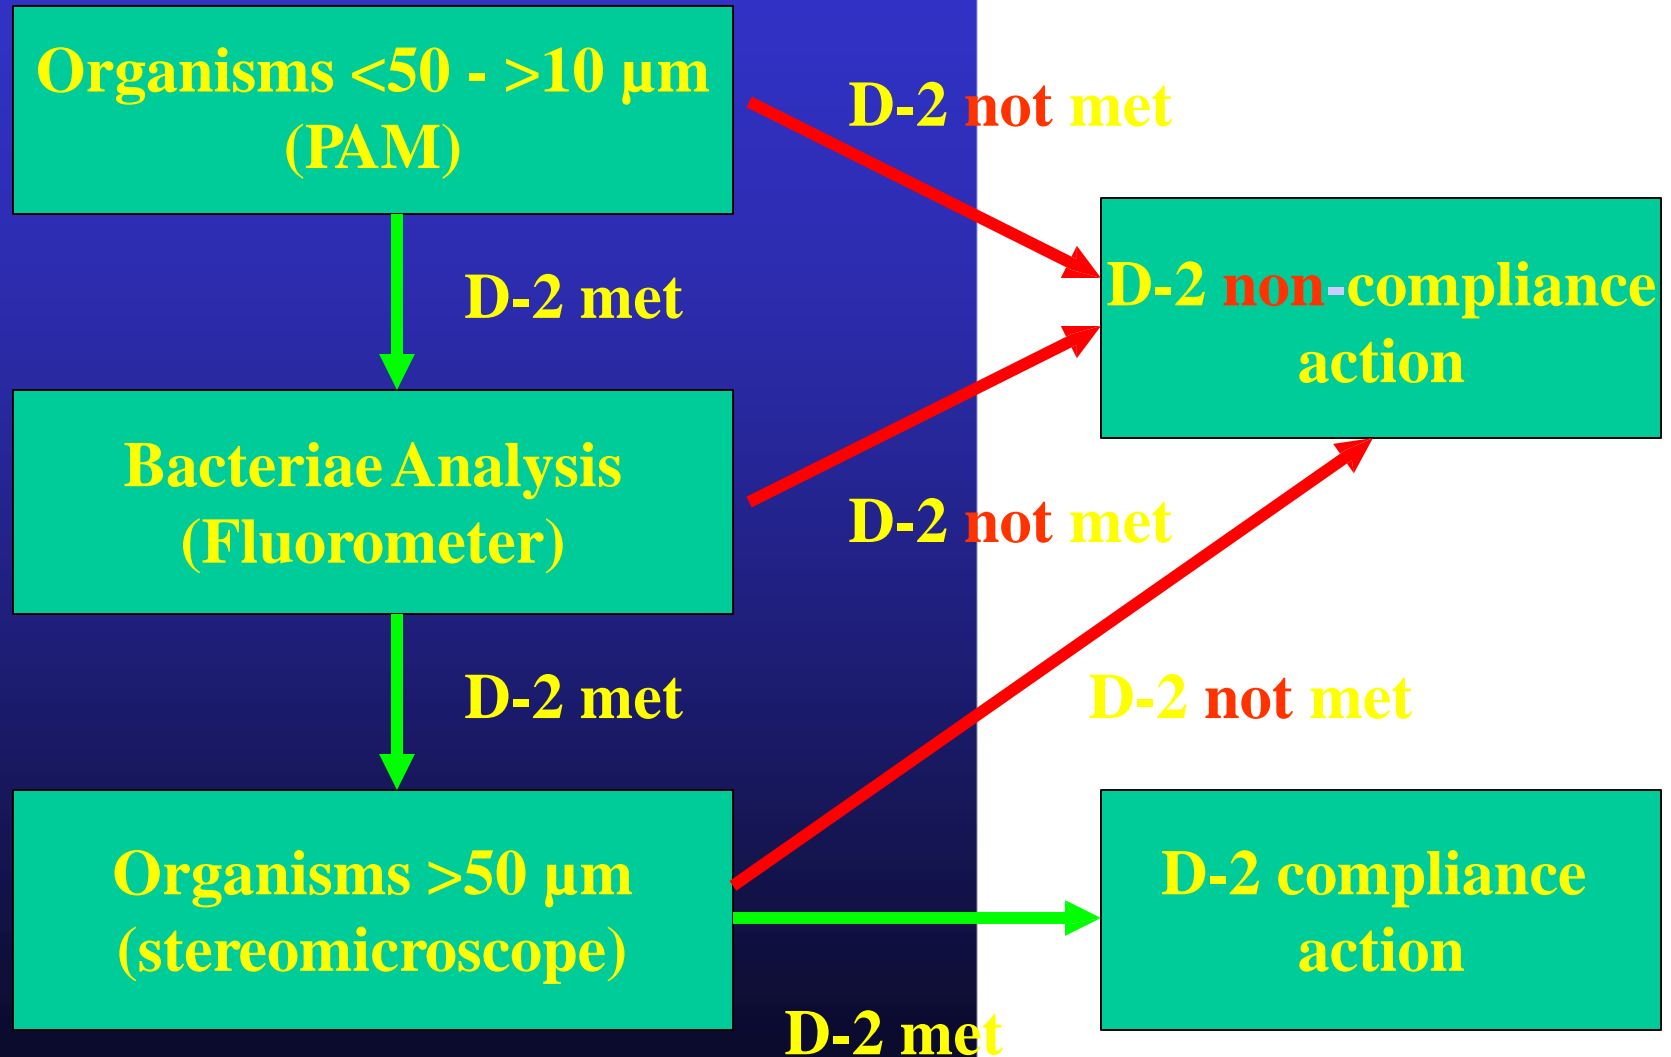 Organisms <50 - >10 µm
(PAM)
D-2 not met
D-2 met
D-2 non-compliance
action
Bacteriae Analysis
(Fluorometer)
D-2 not met
D-2 met
D-2 not met
Organisms >50 µm
(stereomicroscope)
D-2 compliance
action
D-2 met